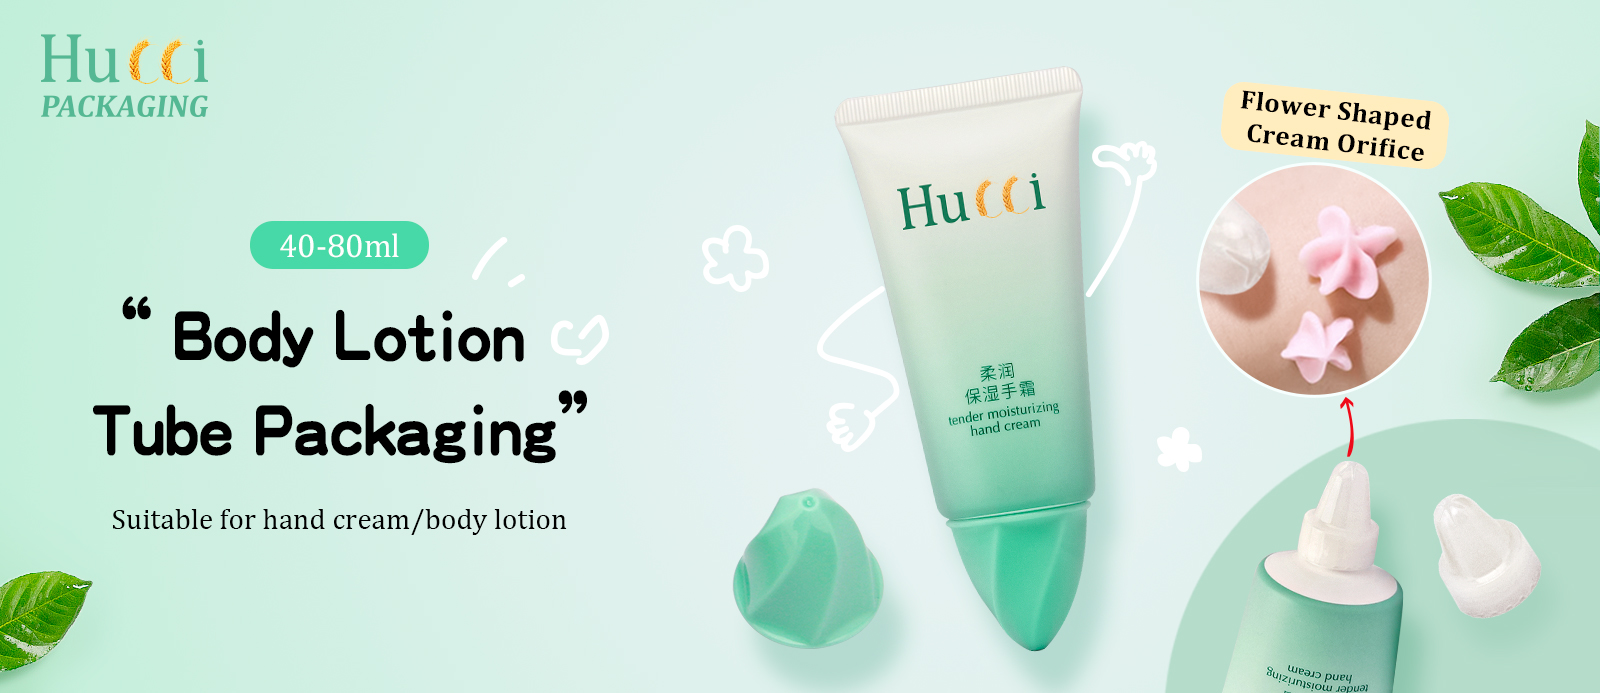 Hucci
PACKAGING
40-80ml
“ Body Lotion
Tube Packaging”
Suitable for hand cream/body lotion
Hucci
柔润
保湿手霜
tender moisturizing
hand cream
Flower Shaped
Cream Orifice
tender moisturizing
hand cream